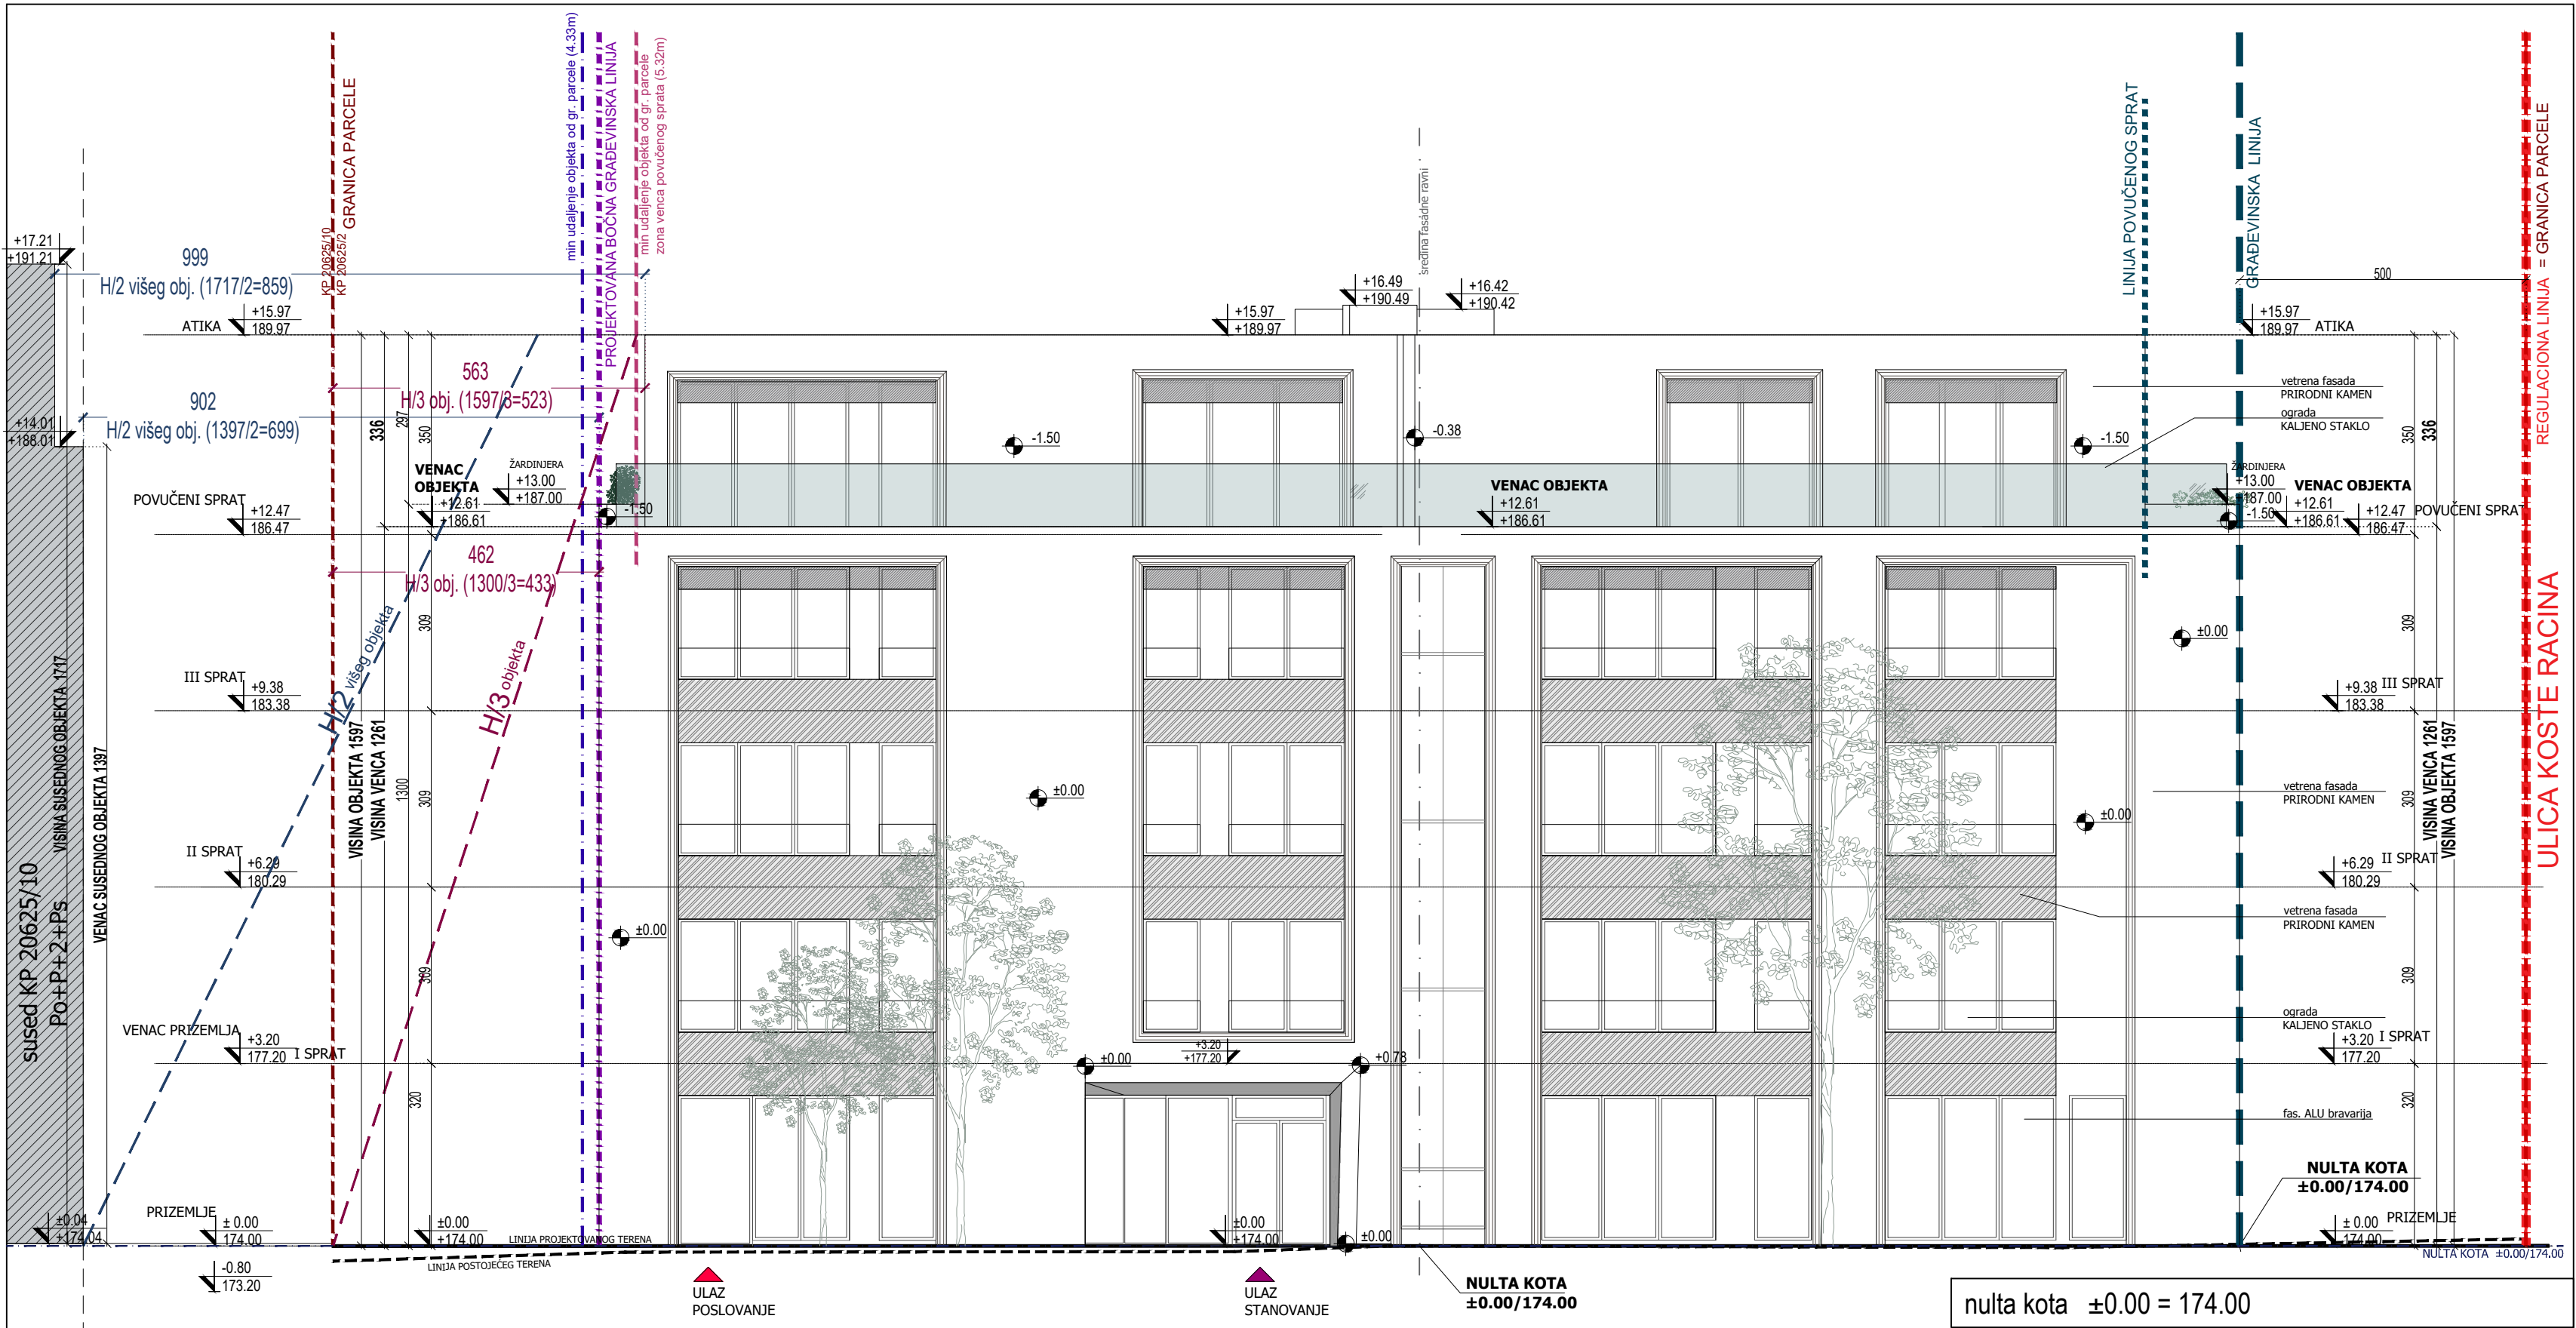 min udaljenje objekta od gr. parcele (4.33m)
PROJEKTOVANA BOČNA GRAĐEVINSKA LINIJA
min udaljenje objekta od gr. parcele
zona venca povučenog sprata (5.32m)
GRANICA PARCELE
KP 20625/10
KP 20625/2
sredina fasadne ravni
LINIJA POVUČENOG SPRAT
GRAĐEVINSKA LINIJA
REGULACIONA LINIJA = GRANICA PARCELE
ULICA KOSTE RACINA
500
+17.21
+191.21
999
H/2 višeg obj. (1717/2=859)
ATIKA
+15.97
189.97
+16.49
+190.49
+16.42
+190.42
+15.97
+189.97
+15.97
189.97
ATIKA
563
H/3 obj. (1597/3=523)
902
H/2 višeg obj. (1397/2=699)
+14.01
+188.01
336
297
350
-1.50
-0.38
-1.50
vetrena fasada
PRIRODNI KAMEN
ograda
KALJENO STAKLO
350
336
VENAC
OBJEKTA
+12.61
+186.61
ŽARDINJERA
+13.00
+187.00
-1.50
VENAC OBJEKTA
+12.61
+186.61
ŽARDINJERA
+13.00
+187.00
-1.50
VENAC OBJEKTA
+12.61
+186.61
+12.47
186.47
POVUČENI SPRAT
POVUČENI SPRAT
+12.47
186.47
462
H/3 obj. (1300/3=433)
309
309
±0.00
H/2 višeg objekta
H/3 objekta
III SPRAT
+9.38
183.38
+9.38
183.38
III SPRAT
VISINA SUSEDNOG OBJEKTA 1717
VENAC SUSEDNOG OBJEKTA 1397
VISINA OBJEKTA 1597
VISINA VENCA 1261
1300
309
±0.00
±0.00
vetrena fasada
PRIRODNI KAMEN
309
VISINA VENCA 1261
VISINA OBJEKTA 1597
sused KP 20625/10
Po+P+2+Ps
II SPRAT
+6.29
180.29
+6.29
180.29
II SPRAT
vetrena fasada
PRIRODNI KAMEN
±0.00
309
309
ograda
KALJENO STAKLO
VENAC PRIZEMLJA
+3.20
177.20
I SPRAT
±0.00
+3.20
+177.20
+0.78
+3.20
177.20
I SPRAT
320
320
fas. ALU bravarija
NULTA KOTA
±0.00/174.00
±0.04
+174.04
PRIZEMLJE
± 0.00
174.00
±0.00
+174.00
LINIJA PROJEKTOVANOG TERENA
±0.00
+174.00
±0.00
± 0.00
174.00
PRIZEMLJE
NULTA KOTA ±0.00/174.00
LINIJA POSTOJEĆEG TERENA
-0.80
173.20
ULAZ
POSLOVANJE
ULAZ
STANOVANJE
NULTA KOTA
±0.00/174.00
nulta kota ±0.00 = 174.00